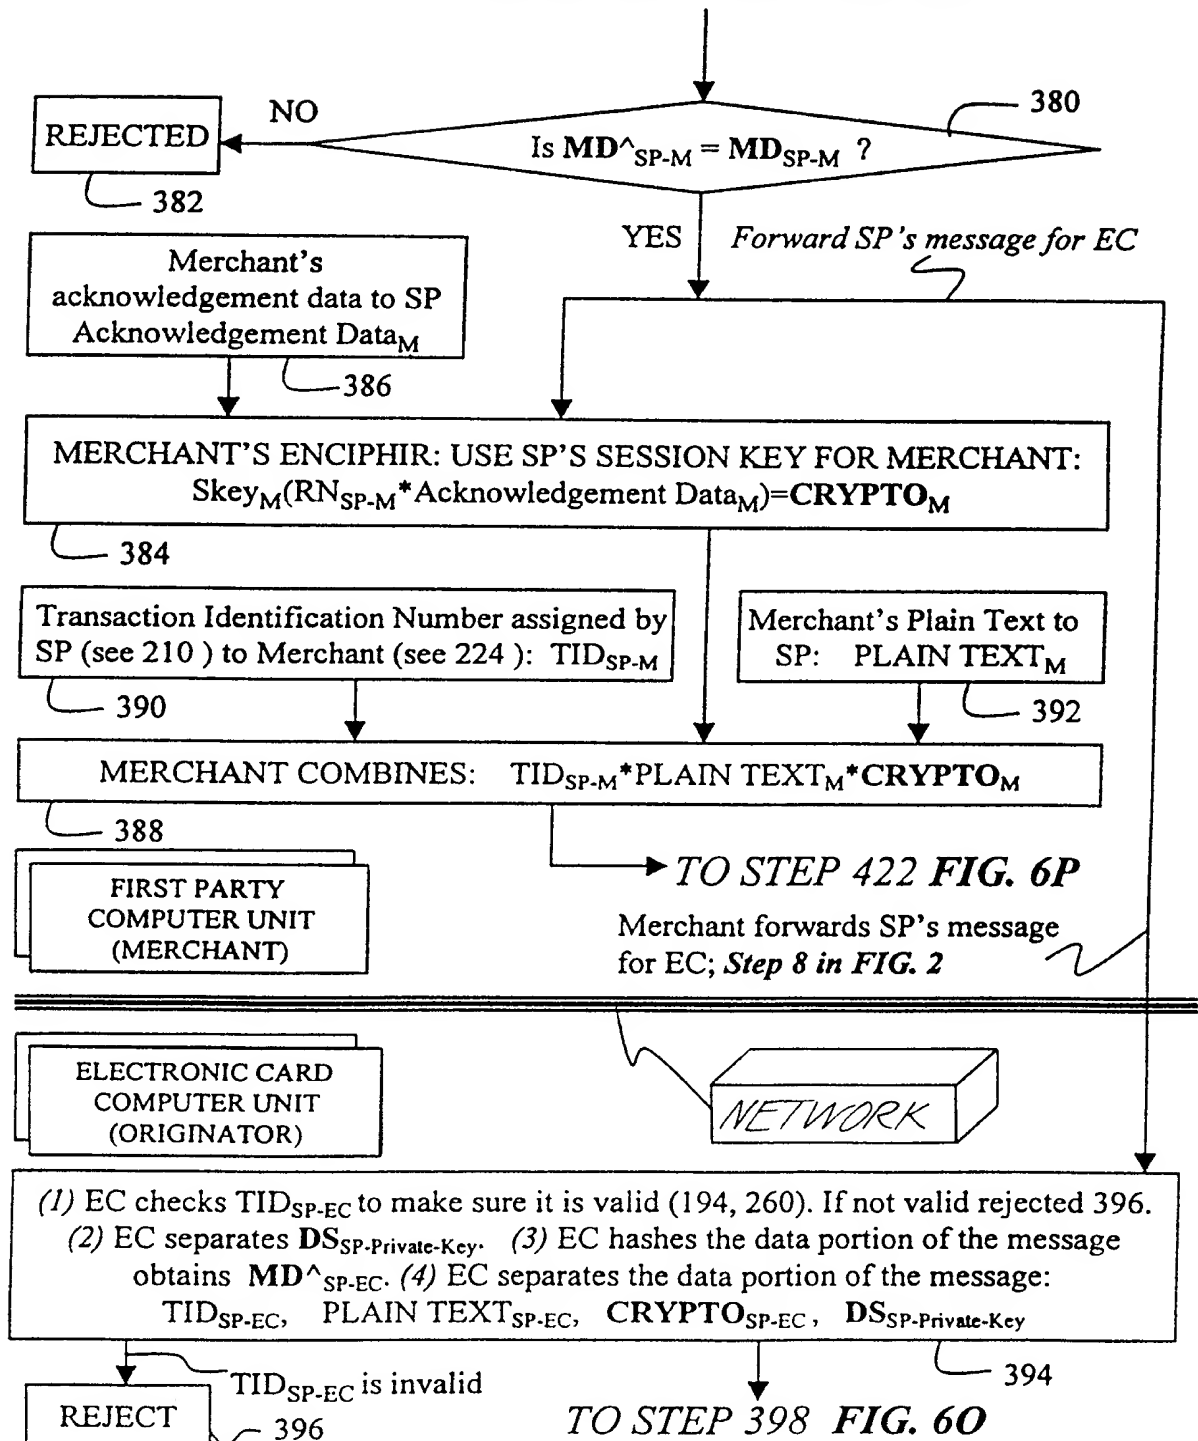 380
NO
REJECTED
Is MD^SP-M = MDSP-M ?
382
YES
Forward SP's message for EC
Merchant's
acknowledgement data to SP
Acknowledgement DataM
386
MERCHANT'S ENCIPHIR: USE SP'S SESSION KEY FOR MERCHANT:
SkeyM(RNSP-M*Acknowledgement DataM)=CRYPTOM
384
Transaction Identification Number assigned by
SP (see 210 ) to Merchant (see 224 ): TIDSP-M
390
Merchant's Plain Text to
SP: PLAIN TEXTM
392
MERCHANT COMBINES: TIDSP-M*PLAIN TEXTM*CRYPTOM
388
TO STEP 422 FIG. 6P
FIRST PARTY
COMPUTER UNIT
(MERCHANT)
Merchant forwards SP's message
for EC; Step 8 in FIG. 2
ELECTRONIC CARD
COMPUTER UNIT
(ORIGINATOR)
NETWORK
(1) EC checks TIDSP-EC to make sure it is valid (194, 260). If not valid rejected 396.
(2) EC separates DSSP-Private-Key. (3) EC hashes the data portion of the message
obtains MD^SP-EC. (4) EC separates the data portion of the message:
TIDSP-EC, PLAIN TEXTSP-EC, CRYPTOSP-EC, DSSP-Private-Key
394
TIDSP-EC is invalid
REJECT
396
TO STEP 398 FIG. 6O